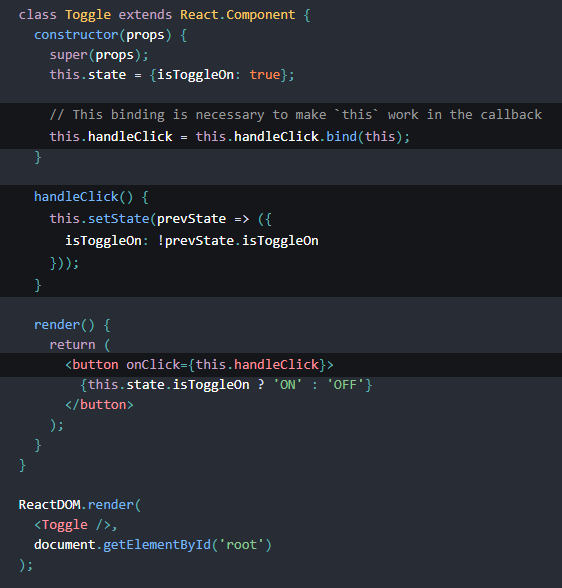 class Toggle extends React.Component {
  constructor(props) {
    super(props);
    this.state = {isToggleOn: true};

    // This binding is necessary to make `this` work in the callback
    this.handleClick = this.handleClick.bind(this);
  }

  handleClick() {
    this.setState(prevState => ({
      isToggleOn: !prevState.isToggleOn
    }));
  }

  render() {
    return (
      <button onClick={this.handleClick}>
        {this.state.isToggleOn ? 'ON' : 'OFF'}
      </button>
    );
  }
}

ReactDOM.render(
  <Toggle />,
  document.getElementById('root')
);